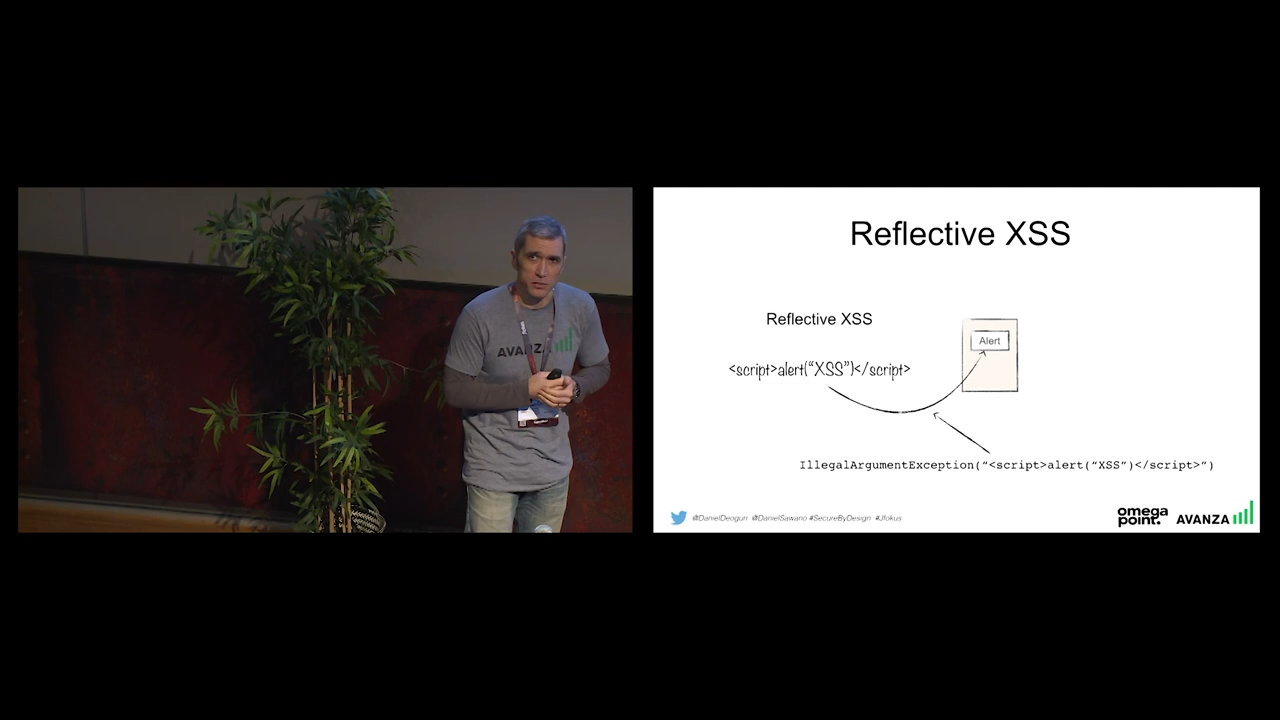 AVANZA
Reflective XSS
Reflective XSS
Alert
<script>alert(“XSS”)</script>
IllegalArgumentException(“<script>alert(“XSS”)</script>”)
@DanielDeogun @DanielSawano #SecureByDesign #Jfokus
omega
point.
AVANZA